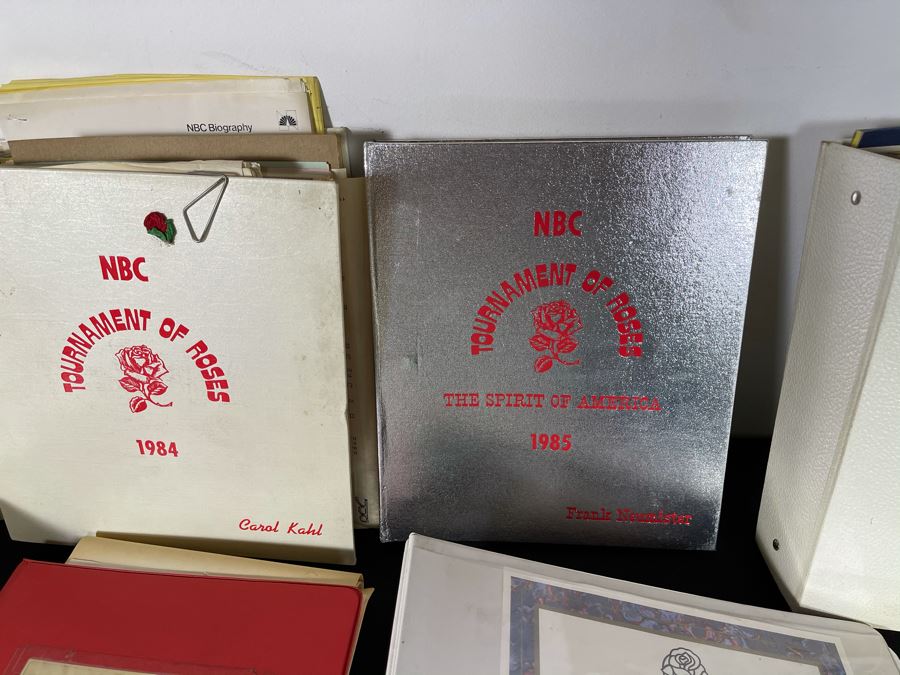 NBC Biography
NBC
TOURNAMENT OF ROSES
1984
Carol Kahl
NBC
TOURNAMENT OF ROSES
THE SPIRIT OF AMERICA
1985
Frank Neumister